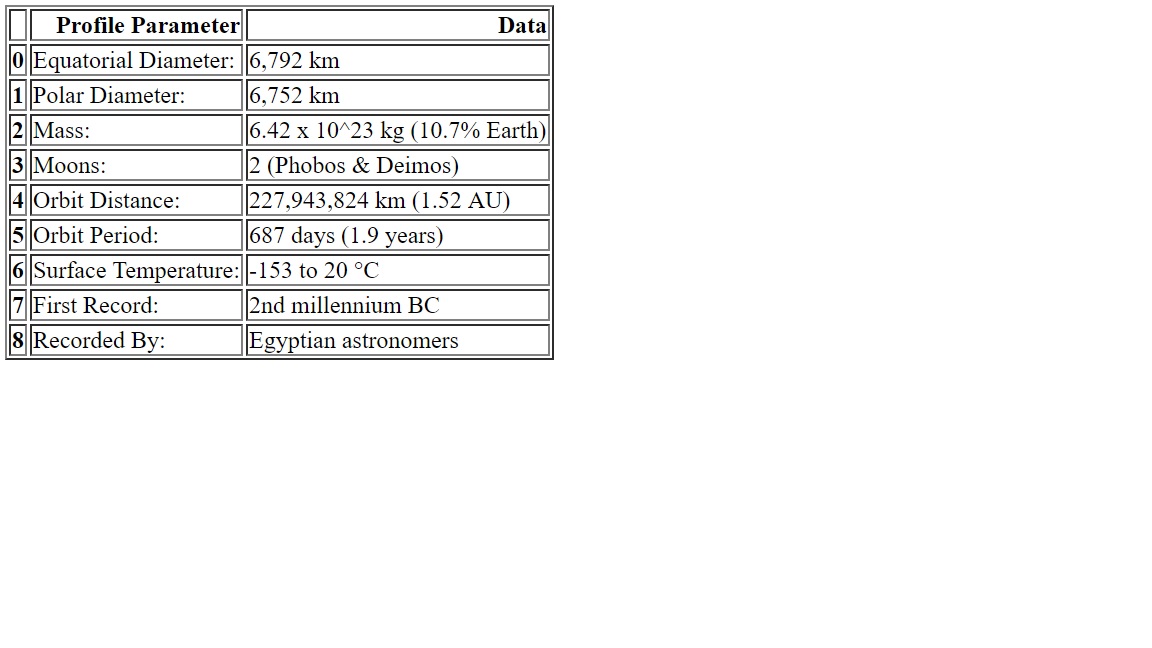 Profile Parameter Data
0 Equatorial Diameter: 6,792 km
1 Polar Diameter: 6,752 km
2 Mass: 6.42 x 10^23 kg (10.7% Earth)
3 Moons: 2 (Phobos & Deimos)
4 Orbit Distance: 227,943,824 km (1.52 AU)
5 Orbit Period: 687 days (1.9 years)
6 Surface Temperature: -153 to 20 °C
7 First Record: 2nd millennium BC
8 Recorded By: Egyptian astronomers